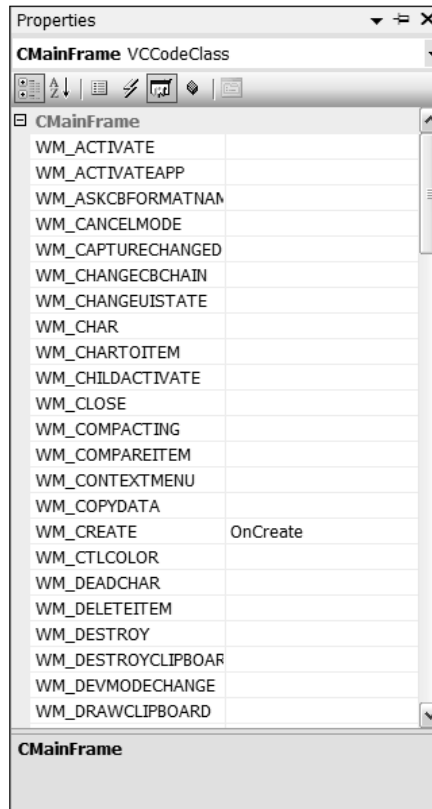 Properties
CMainFrame VCCodeClass
CMainFrame
WM_ACTIVATE
WM_ACTIVATEAPP
WM_ASKCBFORMATNAM
WM_CANCELMODE
WM_CAPTURECHANGED
WM_CHANGECBCHAIN
WM_CHANGEUISTATE
WM_CHAR
WM_CHARTOITEM
WM_CHILDACTIVATE
WM_CLOSE
WM_COMPACTING
WM_COMPAREITEM
WM_CONTEXTMENU
WM_COPYDATA
WM_CREATE OnCreate
WM_CTLCOLOR
WM_DEADCHAR
WM_DELETEITEM
WM_DESTROY
WM_DESTROYCLIPBOAR
WM_DEVMODECHANGE
WM_DRAWCLIPBOARD
CMainFrame